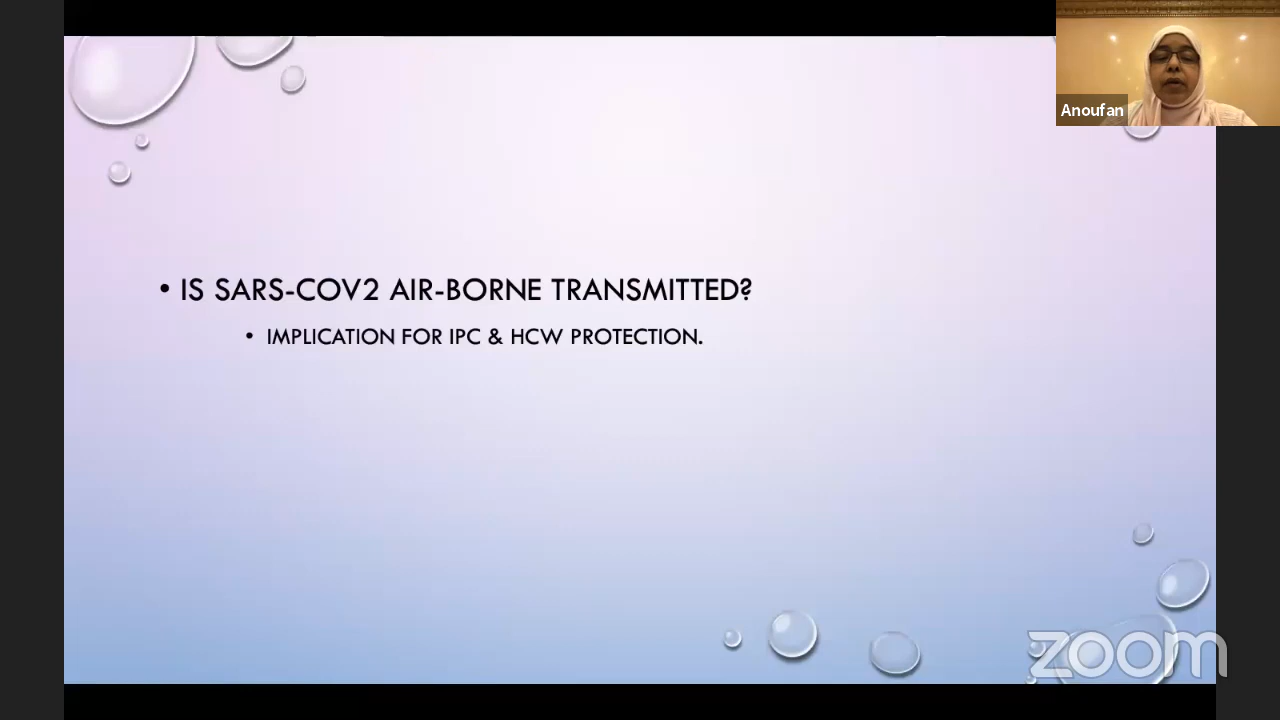 Anoufan
• IS SARS-COV2 AIR-BORNE TRANSMITTED?
• IMPLICATION FOR IPC & HCW PROTECTION.
zoom